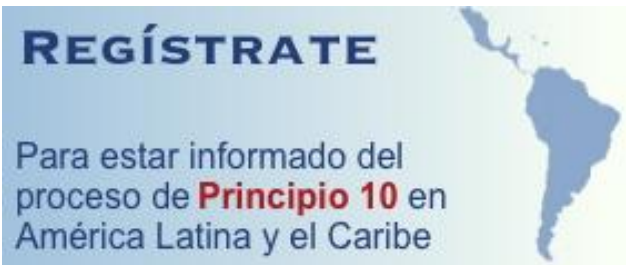 REGÍSTRATE
Para estar informado del
proceso de Principio 10 en
América Latina y el Caribe